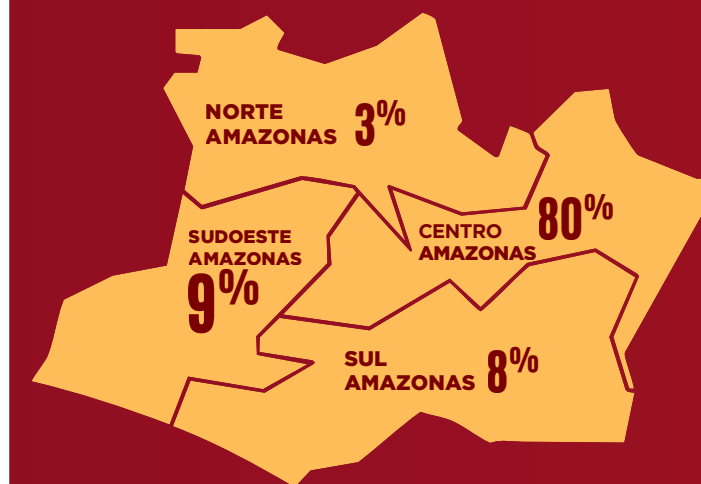 NORTE
AMAZONAS 3%
CENTRO
AMAZONAS 80%
SUDOESTE
AMAZONAS
9%
SUL
AMAZONAS 8%